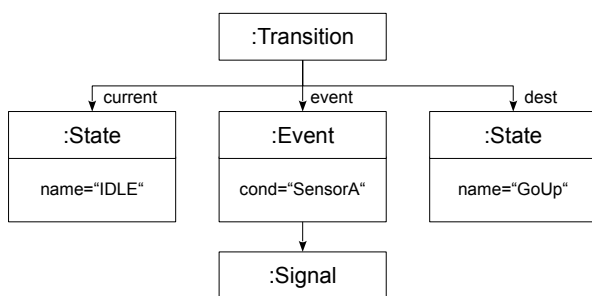 :Transition
current event dest
:State :Event :State
name=“IDLE“ cond=“SensorA“ name=“GoUp“
:Signal